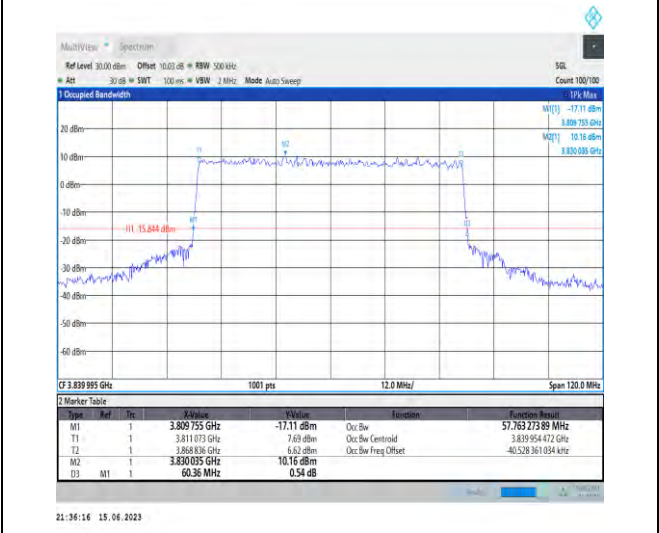 MultiView Spectrum
Ref Level 30.00 dBm Offset 10.03 dB RBW 500 kHz SGL
Att 30 dB SWT 100 ms VBW 2 MHz Mode Auto Sweep Count 100/100
1 Occupied Bandwidth 1Pk Max
M1[1] -17.11 dBm
3.809 755 GHz
M2[1] 10.16 dBm
3.830 035 GHz
20 dBm
10 dBm
0 dBm
-10 dBm
-20 dBm
-30 dBm
-40 dBm
-50 dBm
-60 dBm
T1
M2
T2
M1
D3
H1 -15.844 dBm
CF 3.839 995 GHz 1001 pts 12.0 MHz/ Span 120.0 MHz
2 Marker Table
Type Ref Trc X-Value Y-Value Function Function Result
M1 1 3.809 755 GHz -17.11 dBm Occ Bw 57.763 273 89 MHz
T1 1 3.811 073 GHz 7.69 dBm Occ Bw Centroid 3.839 954 472 GHz
T2 1 3.868 836 GHz 6.62 dBm Occ Bw Freq Offset -40.528 361 034 kHz
M2 1 3.830 035 GHz 10.16 dBm
D3 M1 1 60.36 MHz 0.54 dB
21:36:16 15.06.2023